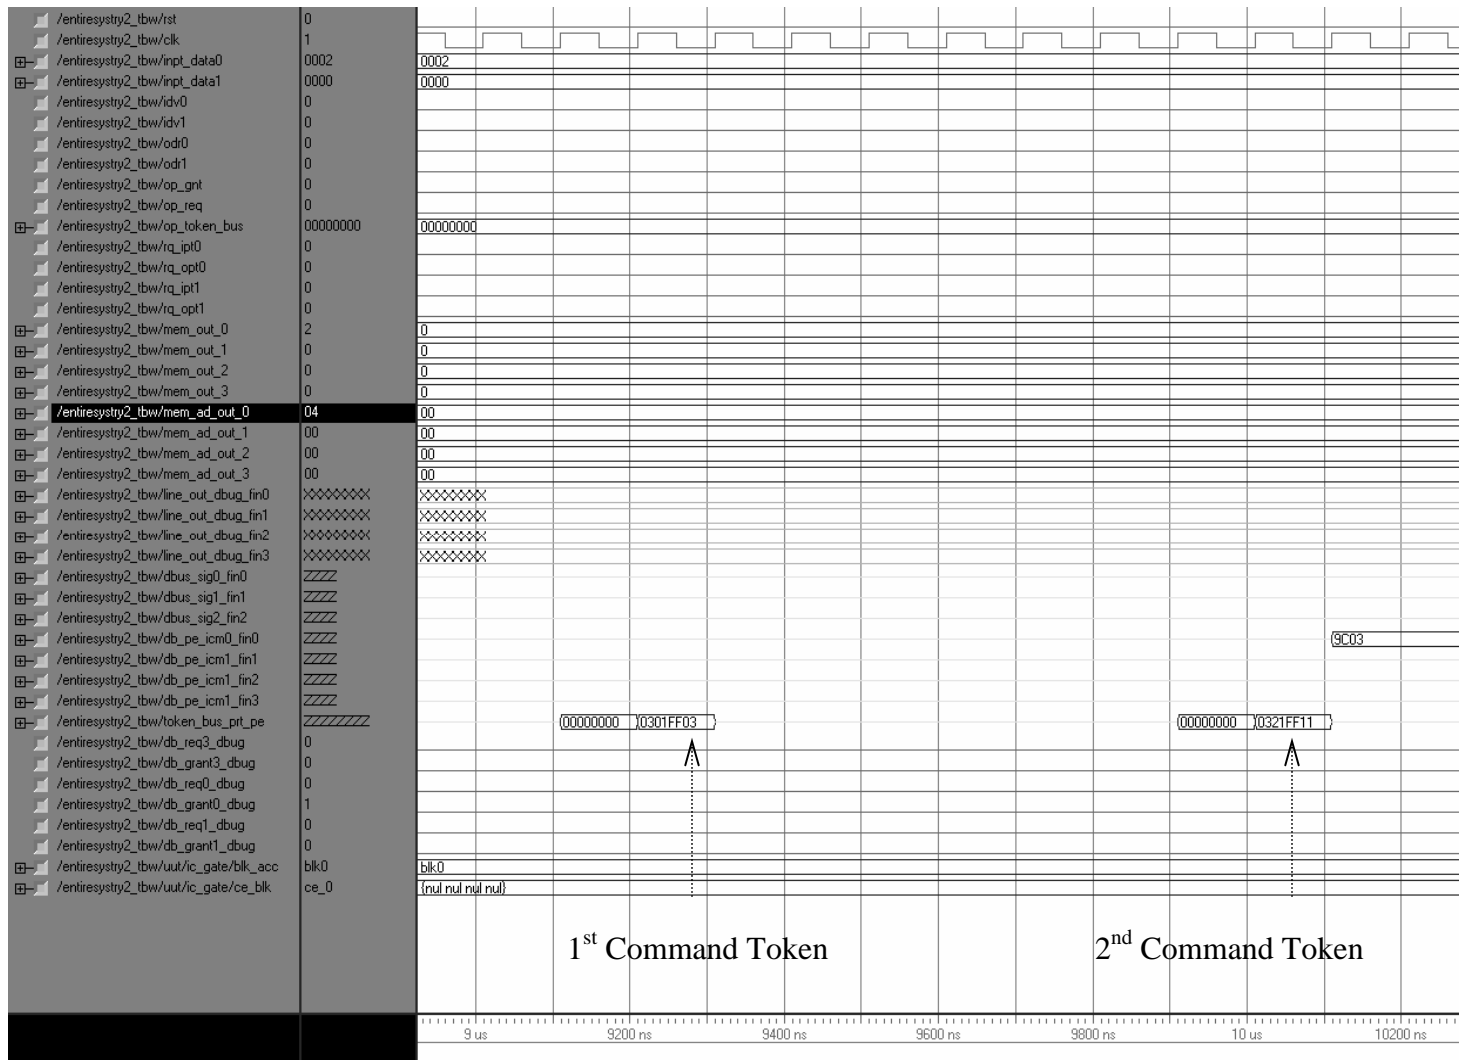 /entiresystry2_tbw/rst 0
/entiresystry2_tbw/clk 1
/entiresystry2_tbw/inpt_data0 0002 0002
/entiresystry2_tbw/inpt_data1 0000 0000
/entiresystry2_tbw/idv0 0
/entiresystry2_tbw/idv1 0
/entiresystry2_tbw/odr0 0
/entiresystry2_tbw/odr1 0
/entiresystry2_tbw/op_gnt 0
/entiresystry2_tbw/op_req 0
/entiresystry2_tbw/op_token_bus 00000000 00000000
/entiresystry2_tbw/rq_ipt0 0
/entiresystry2_tbw/rq_opt0 0
/entiresystry2_tbw/rq_ipt1 0
/entiresystry2_tbw/rq_opt1 0
/entiresystry2_tbw/mem_out_0 2 0
/entiresystry2_tbw/mem_out_1 0 0
/entiresystry2_tbw/mem_out_2 0 0
/entiresystry2_tbw/mem_out_3 0 0
/entiresystry2_tbw/mem_ad_out_0 04 00
/entiresystry2_tbw/mem_ad_out_1 00 00
/entiresystry2_tbw/mem_ad_out_2 00 00
/entiresystry2_tbw/mem_ad_out_3 00 00
/entiresystry2_tbw/line_out_dbug_fin0 XXXXXXXX XXXXXXXX
/entiresystry2_tbw/line_out_dbug_fin1 XXXXXXXX XXXXXXXX
/entiresystry2_tbw/line_out_dbug_fin2 XXXXXXXX XXXXXXXX
/entiresystry2_tbw/line_out_dbug_fin3 XXXXXXXX XXXXXXXX
/entiresystry2_tbw/dbus_sig0_fin0 ZZZZ
/entiresystry2_tbw/dbus_sig1_fin1 ZZZZ
/entiresystry2_tbw/dbus_sig2_fin2 ZZZZ
/entiresystry2_tbw/db_pe_icm0_fin0 ZZZZ 9C03
/entiresystry2_tbw/db_pe_icm1_fin1 ZZZZ
/entiresystry2_tbw/db_pe_icm1_fin2 ZZZZ
/entiresystry2_tbw/db_pe_icm1_fin3 ZZZZ
/entiresystry2_tbw/token_bus_prt_pe ZZZZZZZZ 00000000 0301FF03 00000000 0321FF11
/entiresystry2_tbw/db_req3_dbug 0
/entiresystry2_tbw/db_grant3_dbug 0
/entiresystry2_tbw/db_req0_dbug 0
/entiresystry2_tbw/db_grant0_dbug 1
/entiresystry2_tbw/db_req1_dbug 0
/entiresystry2_tbw/db_grant1_dbug 0
/entiresystry2_tbw/uut/ic_gate/blk_acc blk0 blk0
/entiresystry2_tbw/uut/ic_gate/ce_blk ce_0 {nul nul nul nul}
1st Command Token 2nd Command Token
9 us 9200 ns 9400 ns 9600 ns 9800 ns 10 us 10200 ns